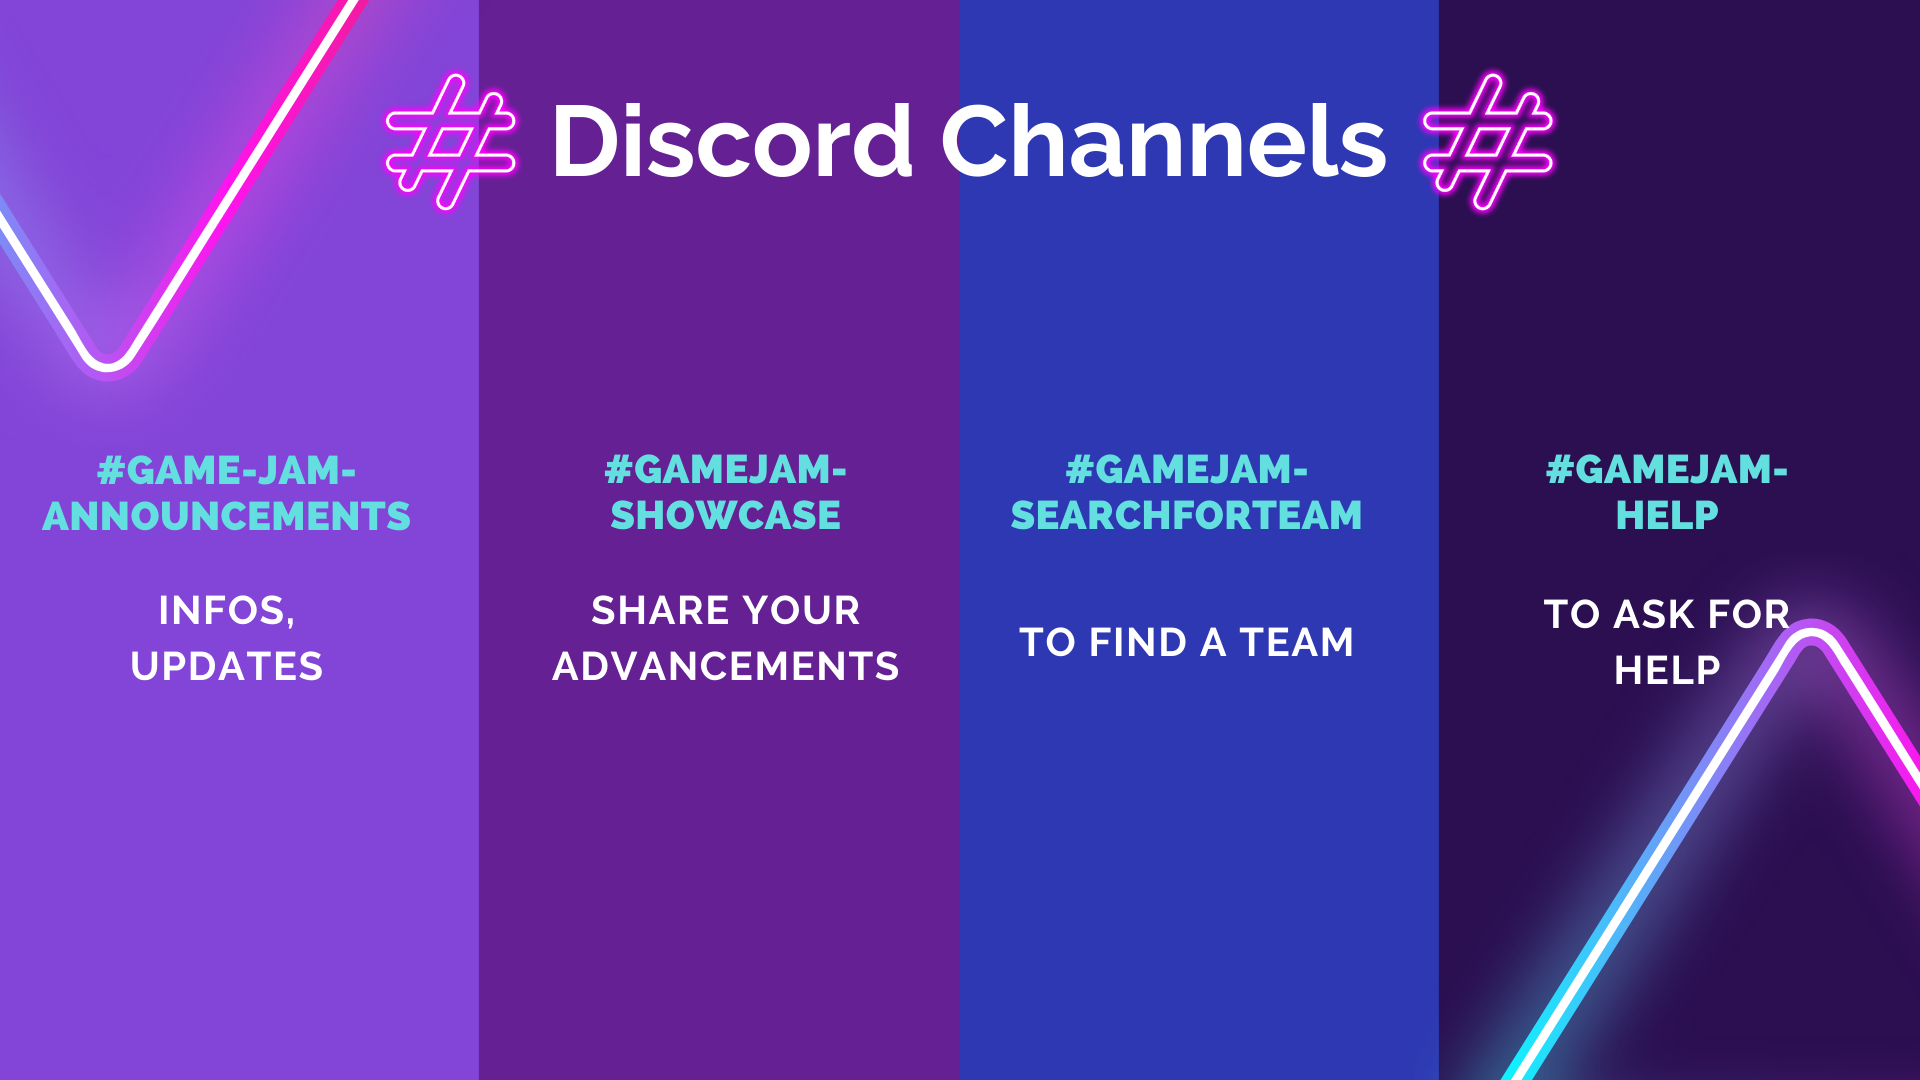 # Discord Channels #
#GAME-JAM-
ANNOUNCEMENTS
INFOS,
UPDATES
#GAMEJAM-
SHOWCASE
SHARE YOUR
ADVANCEMENTS
#GAMEJAM-
SEARCHFORTEAM
TO FIND A TEAM
#GAMEJAM-
HELP
TO ASK FOR
HELP